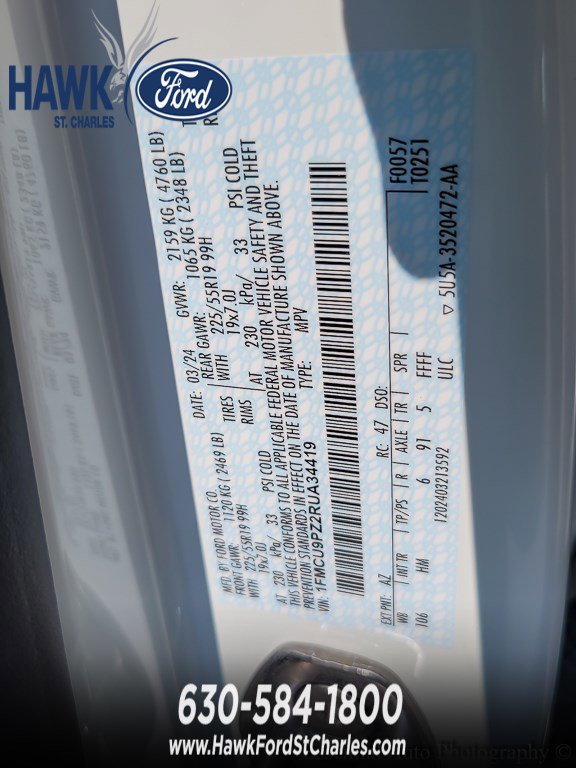 HAWK
ST. CHARLES
Ford
MFD. BY FORD MOTOR CO.
DATE: 03/24 GVWR: 2159 KG ( 4760 LB)
FRONT GAWR: 1120 KG ( 2469 LB) REAR GAWR: 1065 KG ( 2348 LB)
WITH 225/55R19 99H TIRES WITH 225/55R19 99H
19x7.0J RIMS 19x7.0J
AT 230 kPa/ 33 PSI COLD AT 230 kPa/ 33 PSI COLD
THIS VEHICLE CONFORMS TO ALL APPLICABLE FEDERAL MOTOR VEHICLE SAFETY AND THEFT
PREVENTION STANDARDS IN EFFECT ON THE DATE OF MANUFACTURE SHOWN ABOVE.
VIN: 1FMCU9PZ2RUA34419 TYPE: MPV
F0057
T0251
EXT PNT: AZ RC: 47 DSO:
WB INT TR TP/PS R AXLE TR SPR
106 HM 6 91 5 FFFF
1202403213592 UIC
▽ 5U5A-3520472-AA
630-584-1800
www.HawkFordStCharles.com
Auto Photography ©